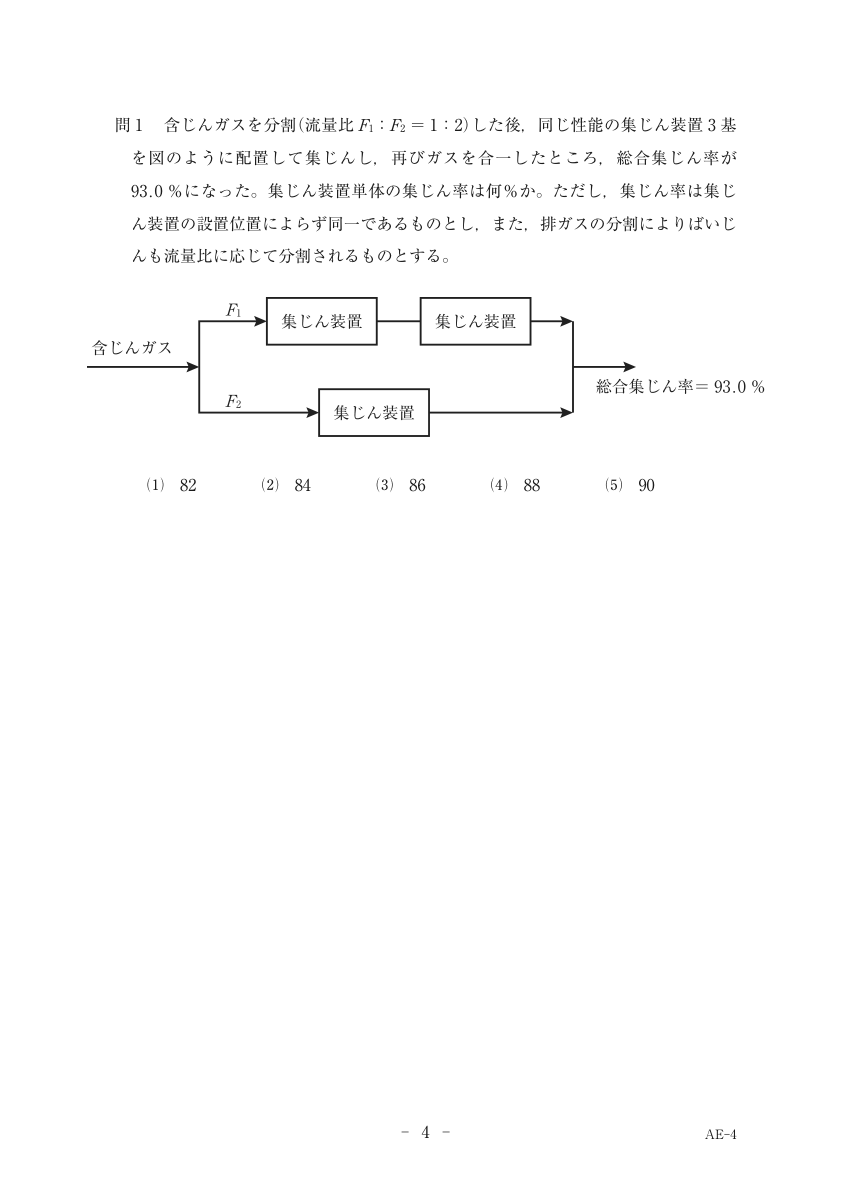 問1　含じんガスを分割(流量比 F₁：F₂ = 1：2)した後，同じ性能の集じん装置 3 基
を図のように配置して集じんし，再びガスを合一したところ，総合集じん率が
93.0 %になった。集じん装置単体の集じん率は何%か。ただし，集じん率は集じ
ん装置の設置位置によらず同一であるものとし，また，排ガスの分割によりばいじ
んも流量比に応じて分割されるものとする。
F₁
集じん装置　集じん装置
含じんガス
総合集じん率= 93.0 %
F₂
集じん装置
(1)　82　(2)　84　(3)　86　(4)　88　(5)　90
- 4 -
AE-4